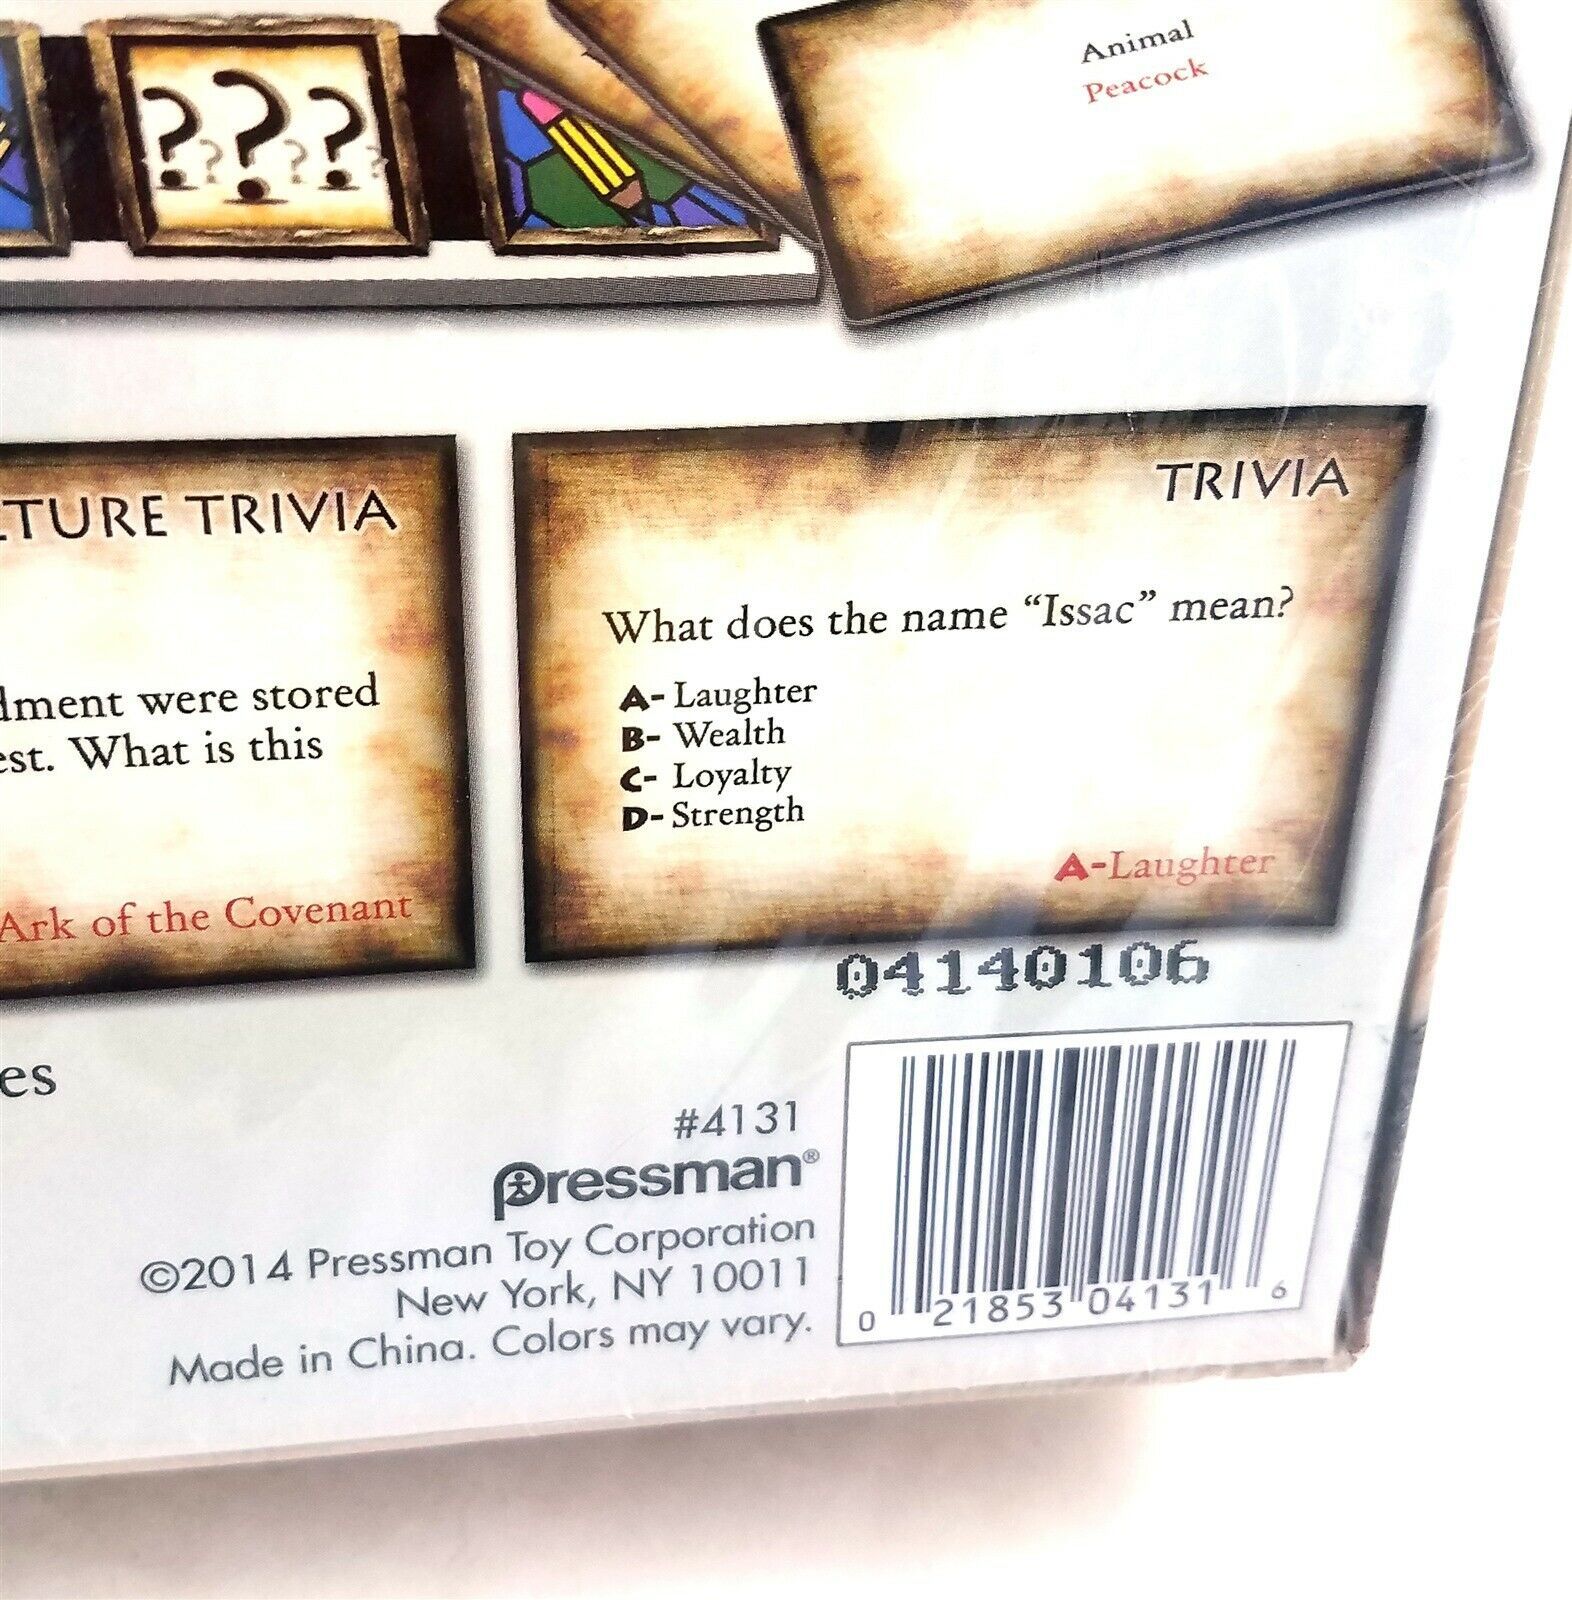 Animal
Peacock
? ? ? ? ? ?
TURE TRIVIA
dment were stored
est. What is this
Ark of the Covenant
TRIVIA
What does the name “Issac” mean?
A- Laughter
B- Wealth
C- Loyalty
D- Strength
A-Laughter
04140106
es
#4131
Pressman®
©2014 Pressman Toy Corporation
New York, NY 10011
Made in China. Colors may vary.
0 21853 04131 6